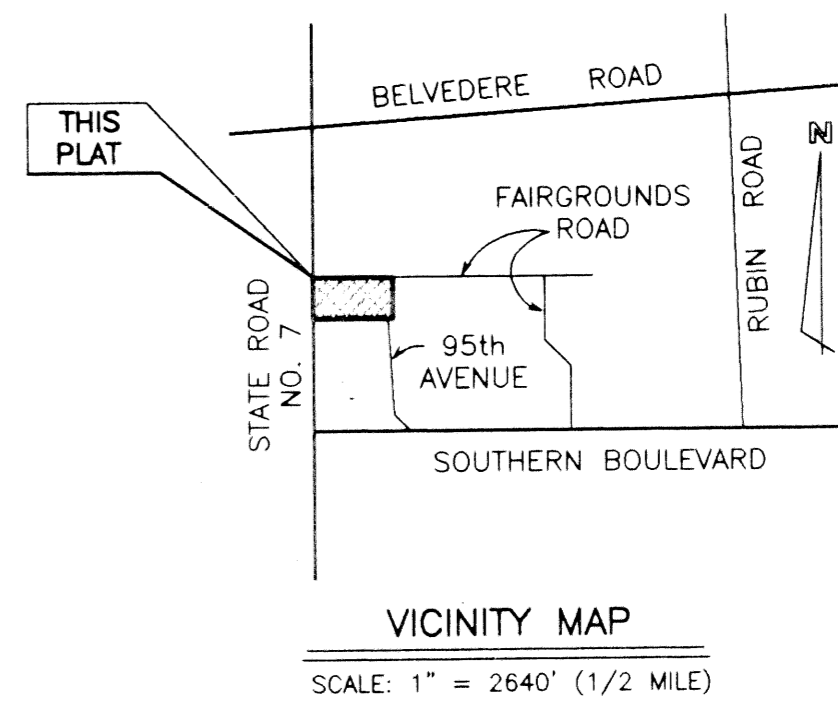 BELVEDERE ROAD
THIS
PLAT
N
FAIRGROUNDS
ROAD
RUBIN ROAD
STATE ROAD
NO. 7
95th
AVENUE
SOUTHERN BOULEVARD
VICINITY MAP
SCALE: 1" = 2640' (1/2 MILE)